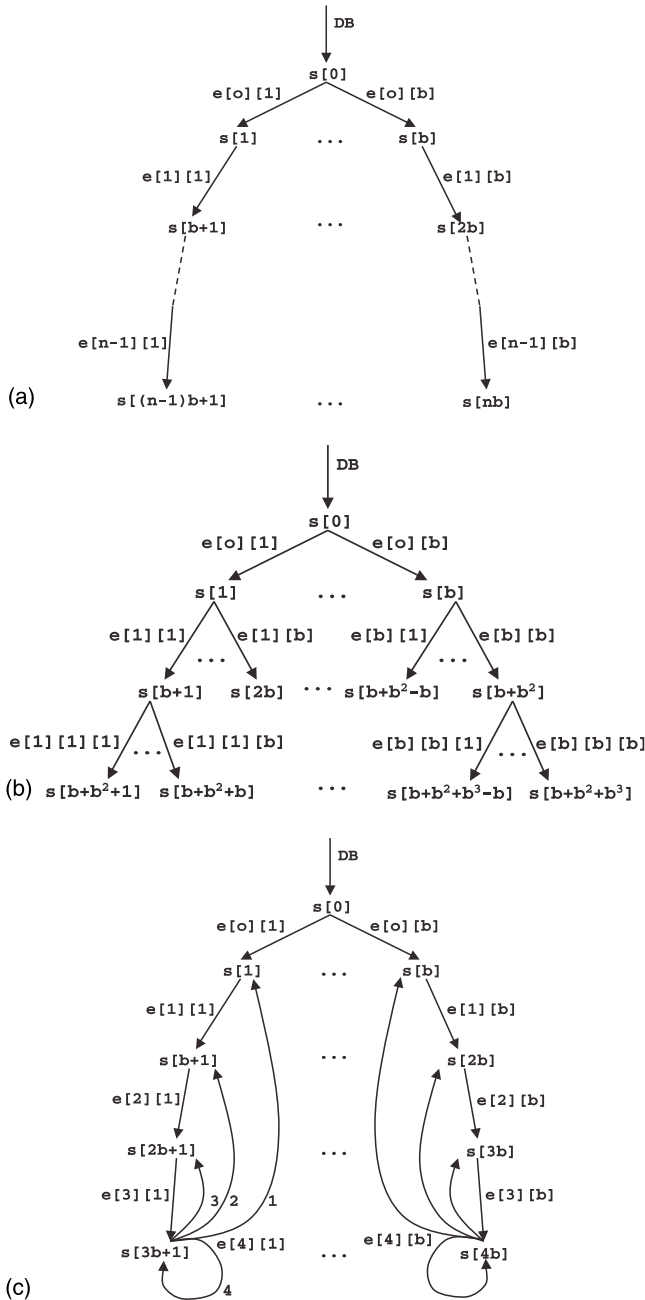 DB
s[0]
e[o][1] e[o][b]
s[1] ... s[b]
e[1][1] e[1][b]
s[b+1] ... s[2b]
e[n-1][1] e[n-1][b]
(a) s[(n-1)b+1] ... s[nb]
DB
s[0]
e[o][1] e[o][b]
s[1] ... s[b]
e[1][1] e[1][b] e[b][1] e[b][b]
... ...
s[b+1] s[2b] ... s[b+b²-b] s[b+b²]
e[1][1][1] ... e[1][1][b] e[b][b][1] ... e[b][b][b]
(b) s[b+b²+1] s[b+b²+b] ... s[b+b²+b³-b] s[b+b²+b³]
DB
s[0]
e[o][1] e[o][b]
s[1] ... s[b]
e[1][1] e[1][b]
s[b+1] ... s[2b]
e[2][1] e[2][b]
s[2b+1] ... s[3b]
e[3][1] 3 2 1 e[3][b]
e[4][1] e[4][b]
s[3b+1] ... s[4b]
(c) 4